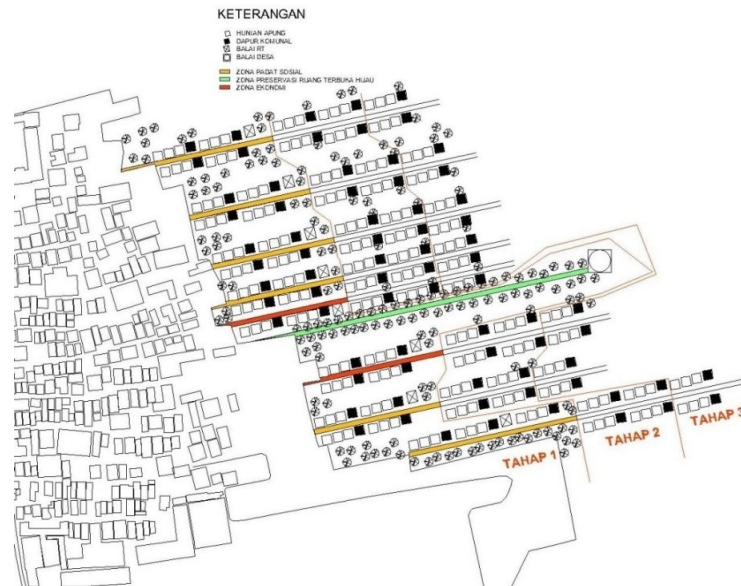 KETERANGAN
HUNIAN APUNG
DAPUR KOMUNAL
BALAI RT
BALAI DESA
ZONA PADAT SOSIAL
ZONA PRESERVASI RUANG TERBUKA HIJAU
ZONA EKONOMI
TAHAP 1
TAHAP 2
TAHAP 3